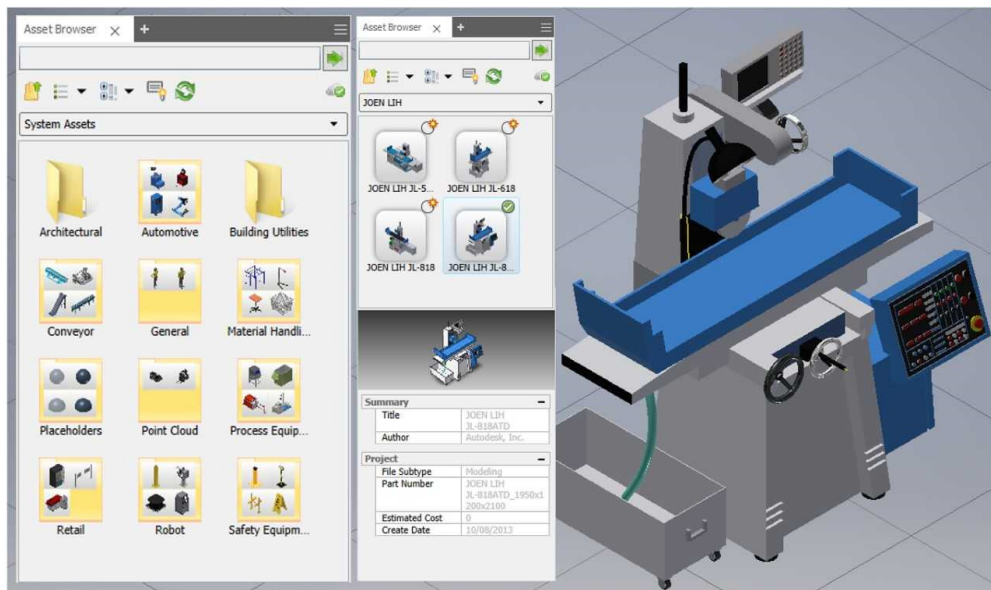 Asset Browser
System Assets
Architectural
Automotive
Building Utilities
Conveyor
General
Material Handli...
Placeholders
Point Cloud
Process Equip...
Retail
Robot
Safety Equipm...
Asset Browser
JOEN LIH
JOEN LIH JL-5...
JOEN LIH JL-618
JOEN LIH JL-818
JOEN LIH JL-8...
Summary
Title JOEN LIH
JL-818ATD
Author Autodesk, Inc.
Project
File Subtype Modeling
Part Number JOEN LIH
JL-818ATD_1950x1
200x2100
Estimated Cost 0
Create Date 10/08/2013